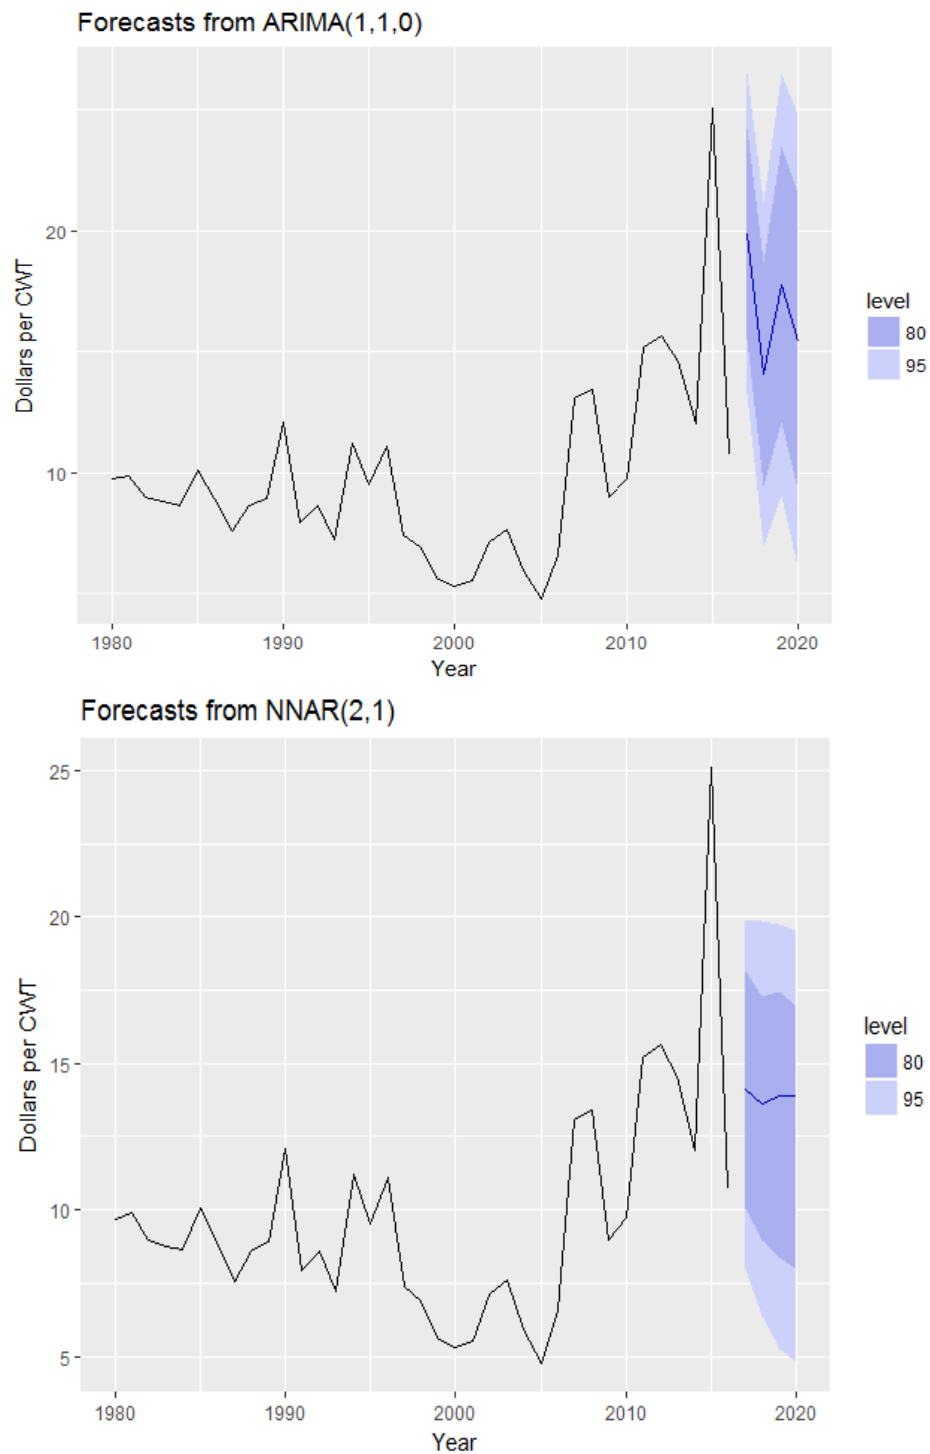 Forecasts from ARIMA(1,1,0)
20
10
Dollars per CWT
1980 1990 2000 2010 2020
Year
level
80
95
Forecasts from NNAR(2,1)
25
20
15
10
5
Dollars per CWT
1980 1990 2000 2010 2020
Year
level
80
95